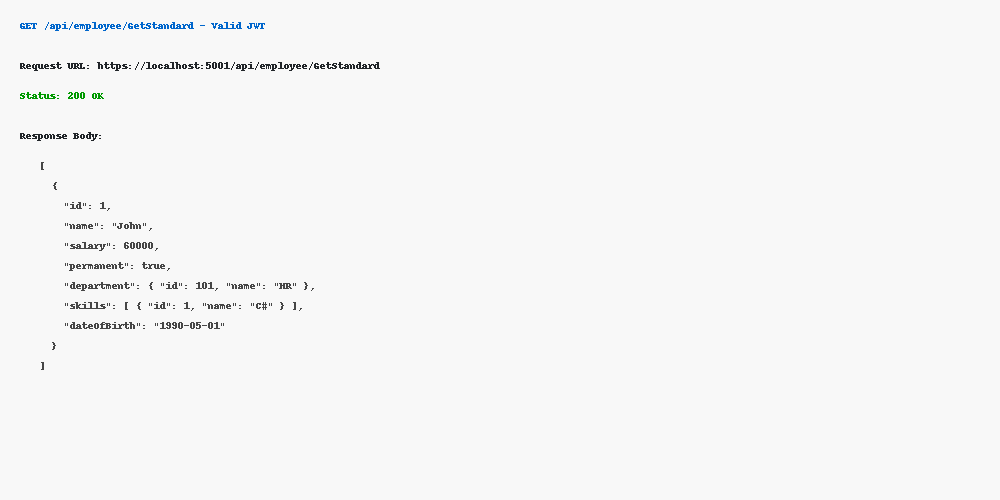 GET /api/employee/GetStandard - Valid JWT
Request URL: https://localhost:5001/api/employee/GetStandard
Status: 200 OK
Response Body:
[
{
"id": 1,
"name": "John",
"salary": 60000,
"permanent": true,
"department": { "id": 101, "name": "HR" },
"skills": [ { "id": 1, "name": "C#" } ],
"dateOfBirth": "1990-05-01"
}
]